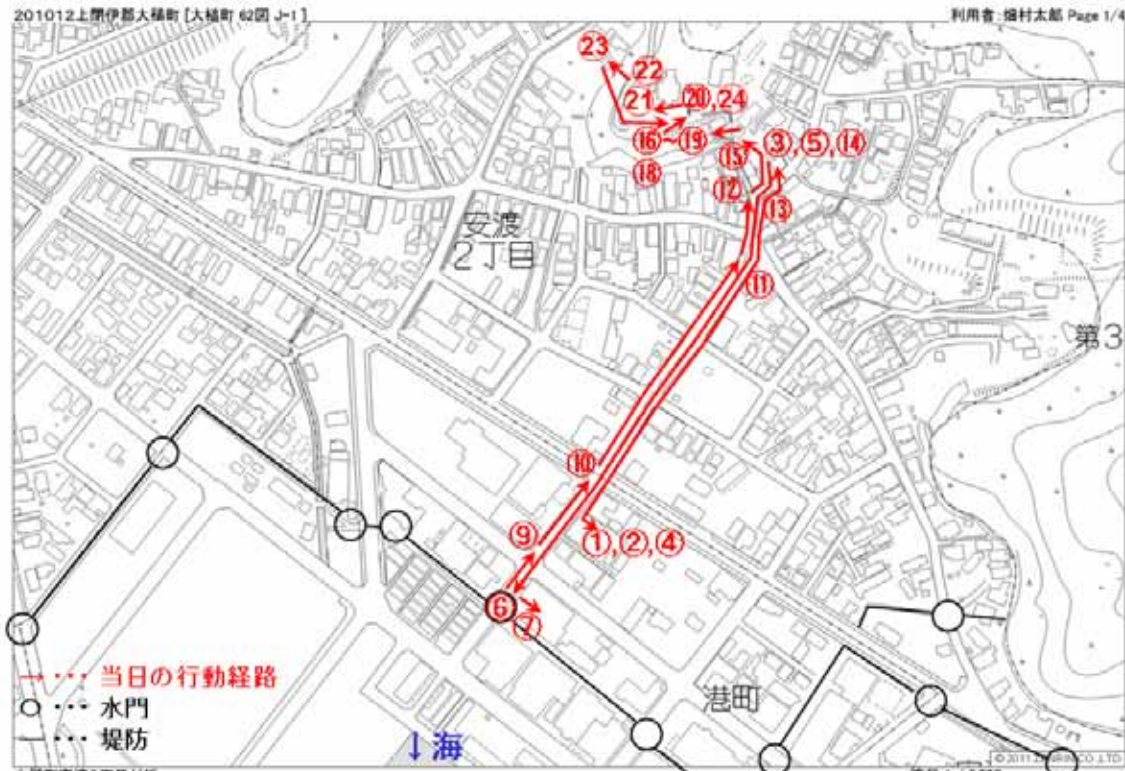 201012上閉伊郡大槌町 [大槌町 62図 J-1]
利用者: 畑村太郎 Page 1/4
㉓
㉒
㉑
⑳,㉔
⑯~⑲
⑮
③,⑤,⑭
⑱
⑫
⑬
安渡
2丁目
⑪
第3
⑩
⑨
①,②,④
⑥
⑦
→ ・・・ 当日の行動経路
○ ・・・ 水門
― ・・・ 堤防
港町
↓海